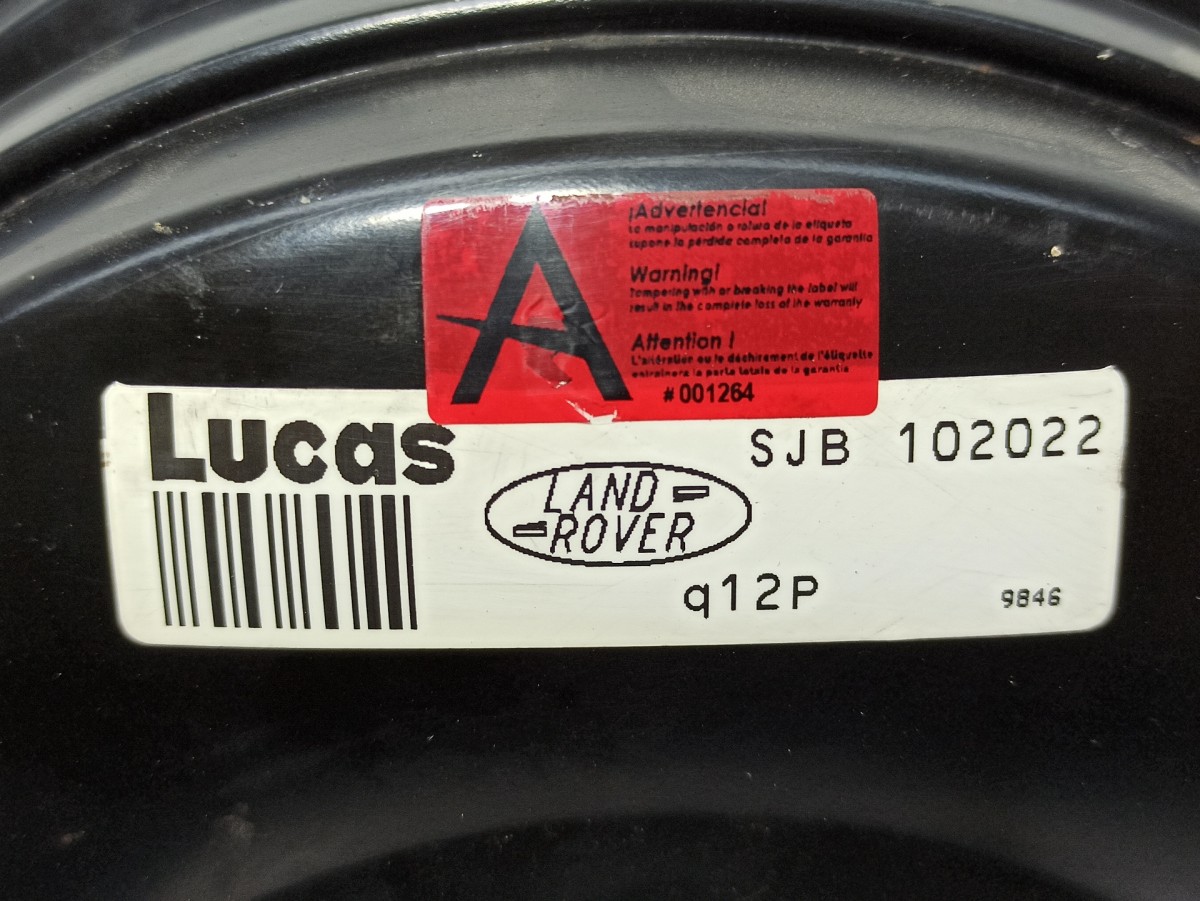 A
¡Advertencia!
La manipulación o rotura de la etiqueta
supone la pérdida completa de la garantía
Warning!
Tampering with or breaking the label will
result in the complete loss of the warranty
Attention !
L'altérátion ou le déchirement de l'étiquette
entraînera la perte totale de la garantie
#001264
Lucas
SJB 102022
LAND
ROVER
q12P
9846